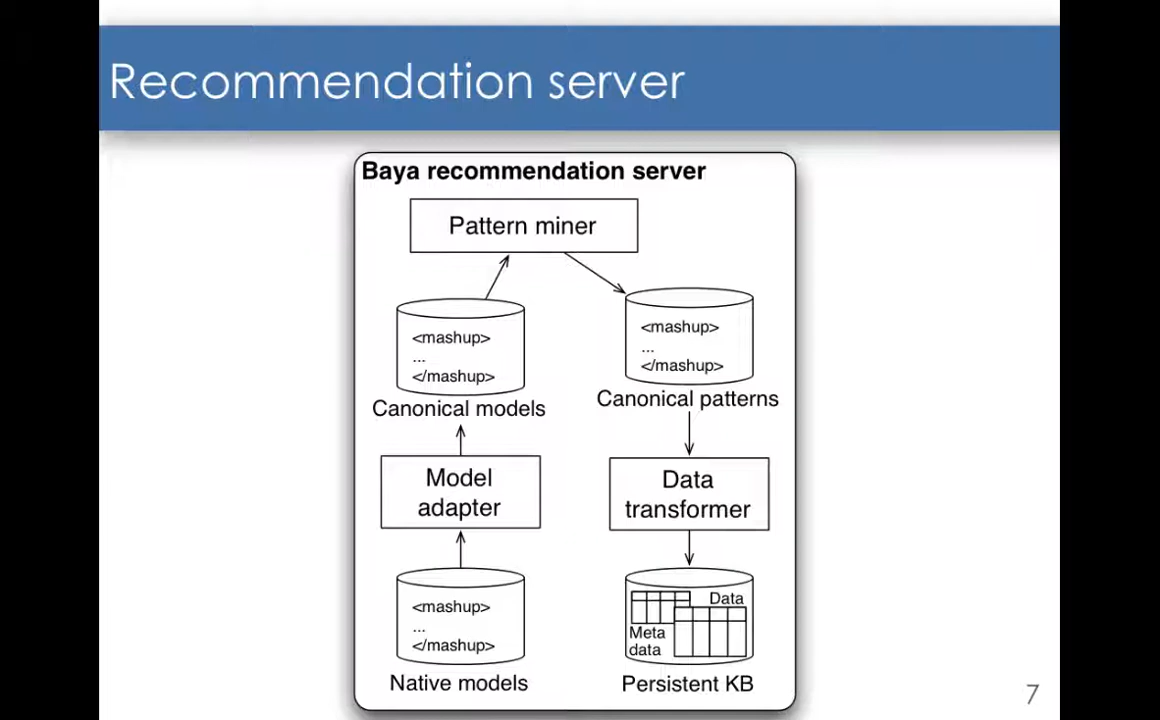 Recommendation server
Baya recommendation server
Pattern miner
<mashup>
...
</mashup>
Canonical models
<mashup>
...
</mashup>
Canonical patterns
Model
adapter
Data
transformer
<mashup>
...
</mashup>
Native models
Data
Meta
data
Persistent KB
7